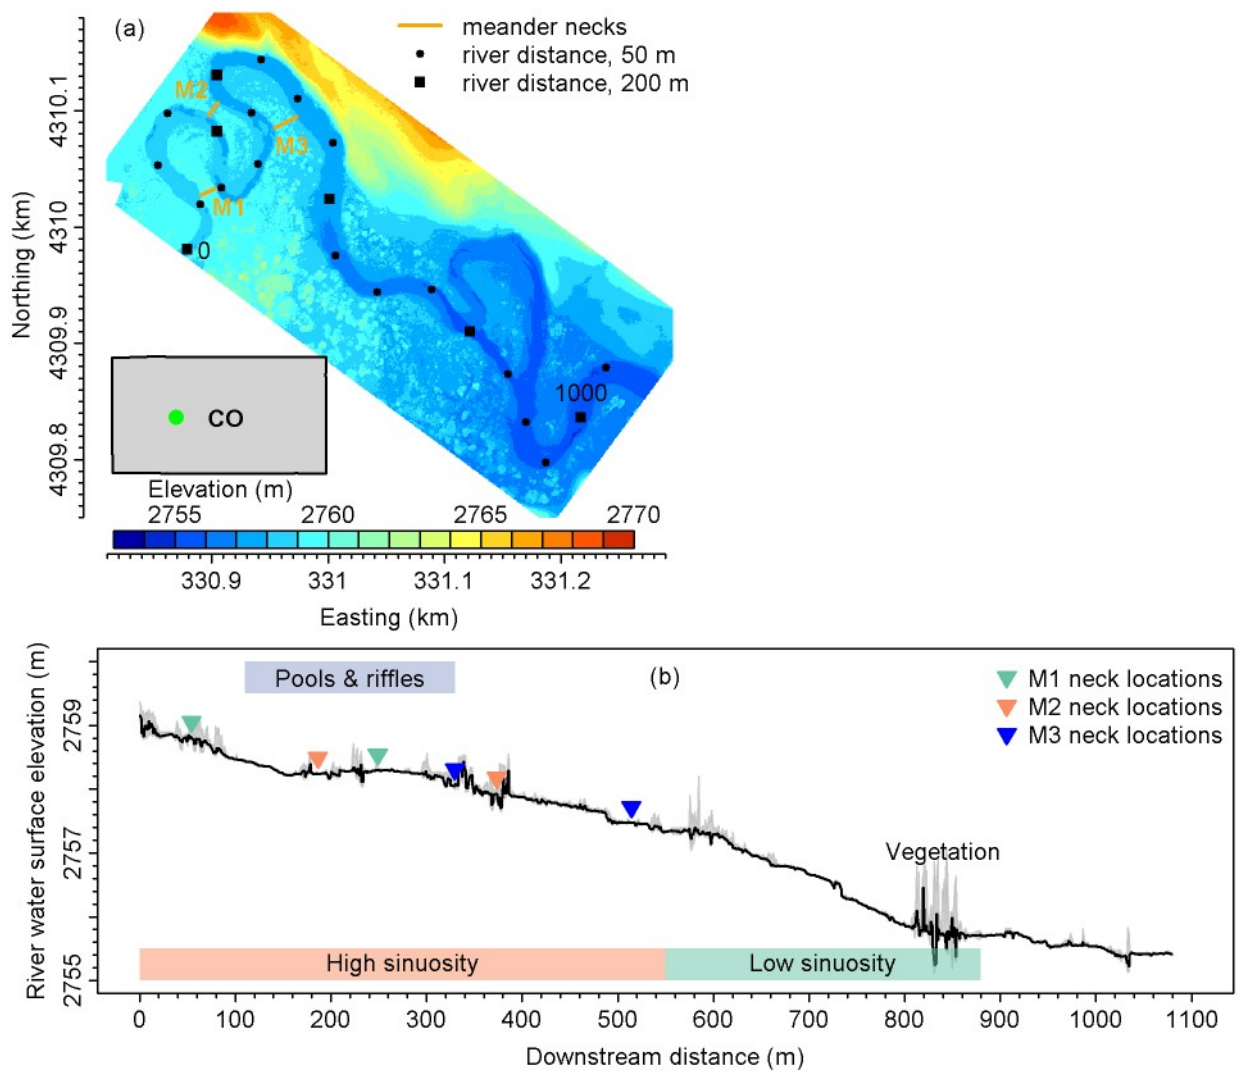 (a)
meander necks
river distance, 50 m
river distance, 200 m
M2
M3
M1
0
1000
Northing (km)
4310.1
4310
4309.9
4309.8
CO
Elevation (m)
2755 2760 2765 2770
330.9 331 331.1 331.2
Easting (km)
(b)
Pools & riffles
M1 neck locations
M2 neck locations
M3 neck locations
River water surface elevation (m)
2759
2757
2755
Vegetation
High sinuosity
Low sinuosity
0 100 200 300 400 500 600 700 800 900 1000 1100
Downstream distance (m)